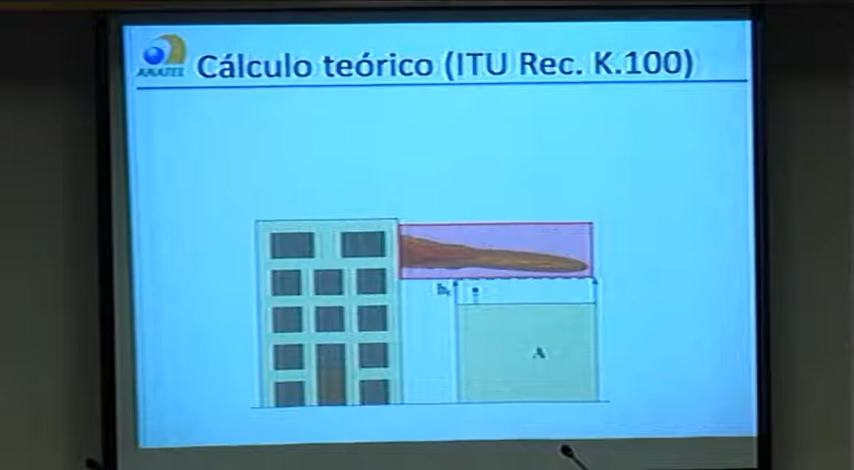 ANATEL
Cálculo teórico (ITU Rec. K.100)
A